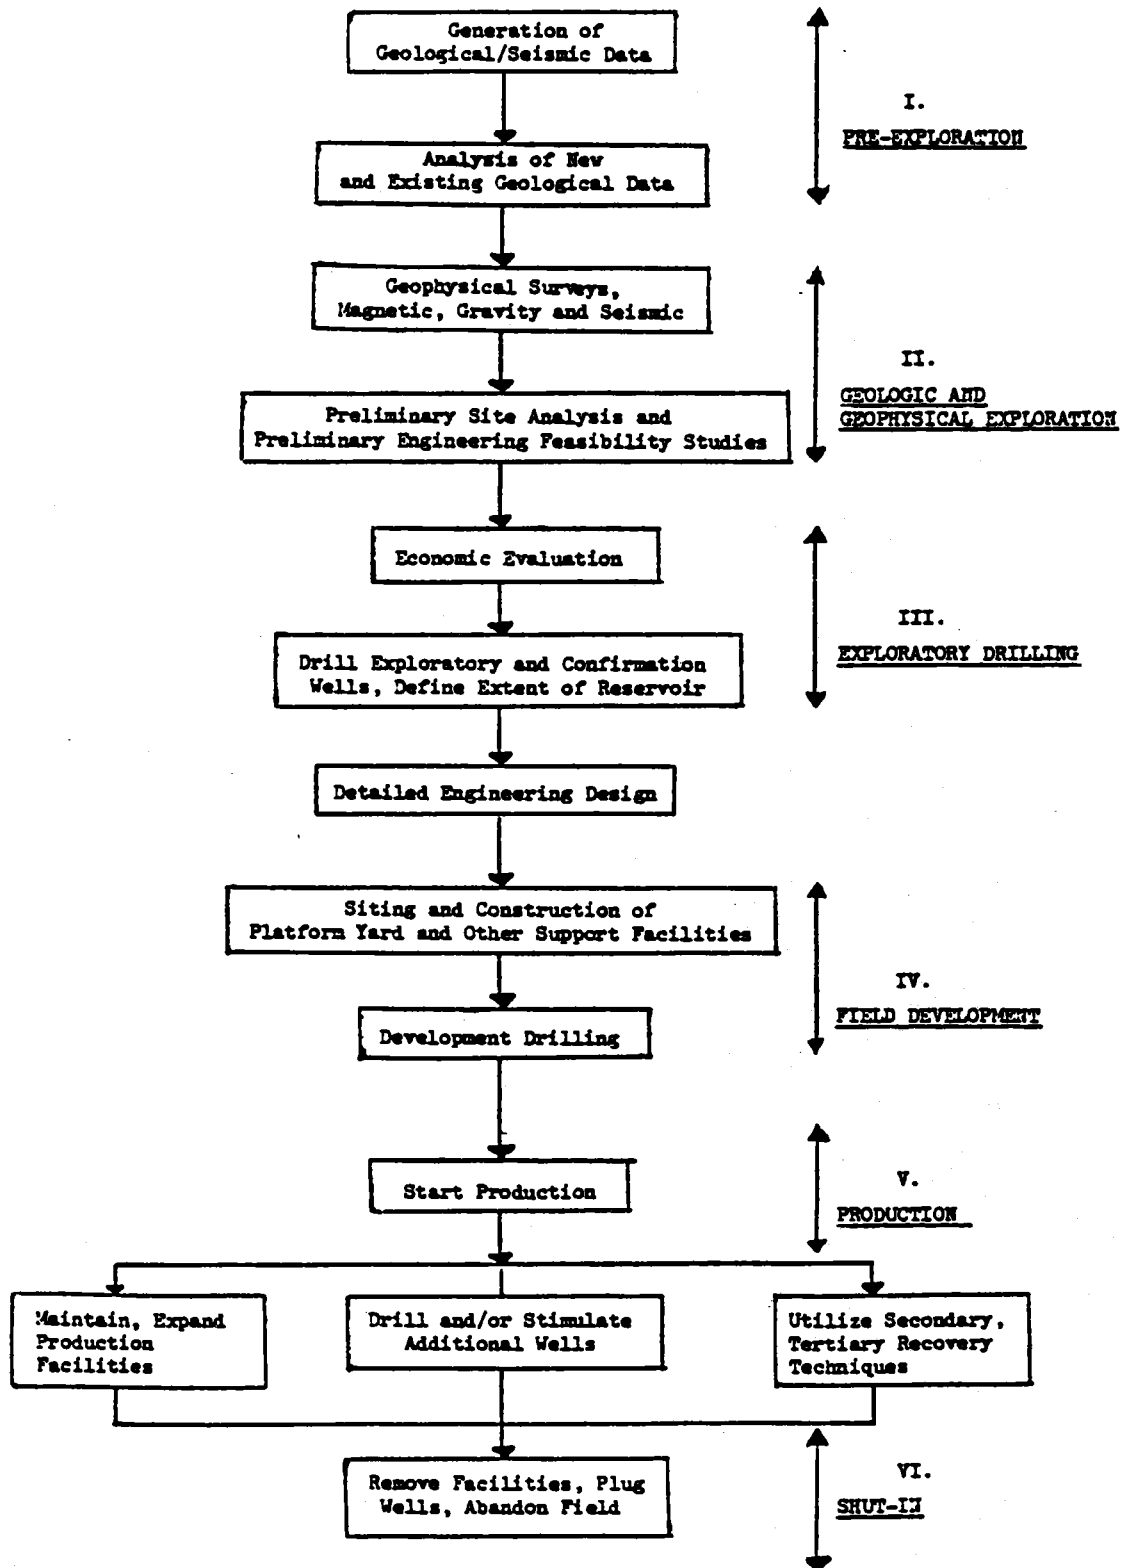 Generation of
Geological/Seismic Data
I.
PRE-EXPLORATION
Analysis of New
and Existing Geological Data
Geophysical Surveys,
Magnetic, Gravity and Seismic
II.
GEOLOGIC AND
GEOPHYSICAL EXPLORATION
Preliminary Site Analysis and
Preliminary Engineering Feasibility Studies
Economic Evaluation
III.
EXPLORATORY DRILLING
Drill Exploratory and Confirmation
Wells, Define Extent of Reservoir
Detailed Engineering Design
Siting and Construction of
Platform Yard and Other Support Facilities
IV.
FIELD DEVELOPMENT
Development Drilling
Start Production
V.
PRODUCTION
Maintain, Expand
Production
Facilities
Drill and/or Stimulate
Additional Wells
Utilize Secondary,
Tertiary Recovery
Techniques
Remove Facilities, Plug
Wells, Abandon Field
VI.
SHUT-IN